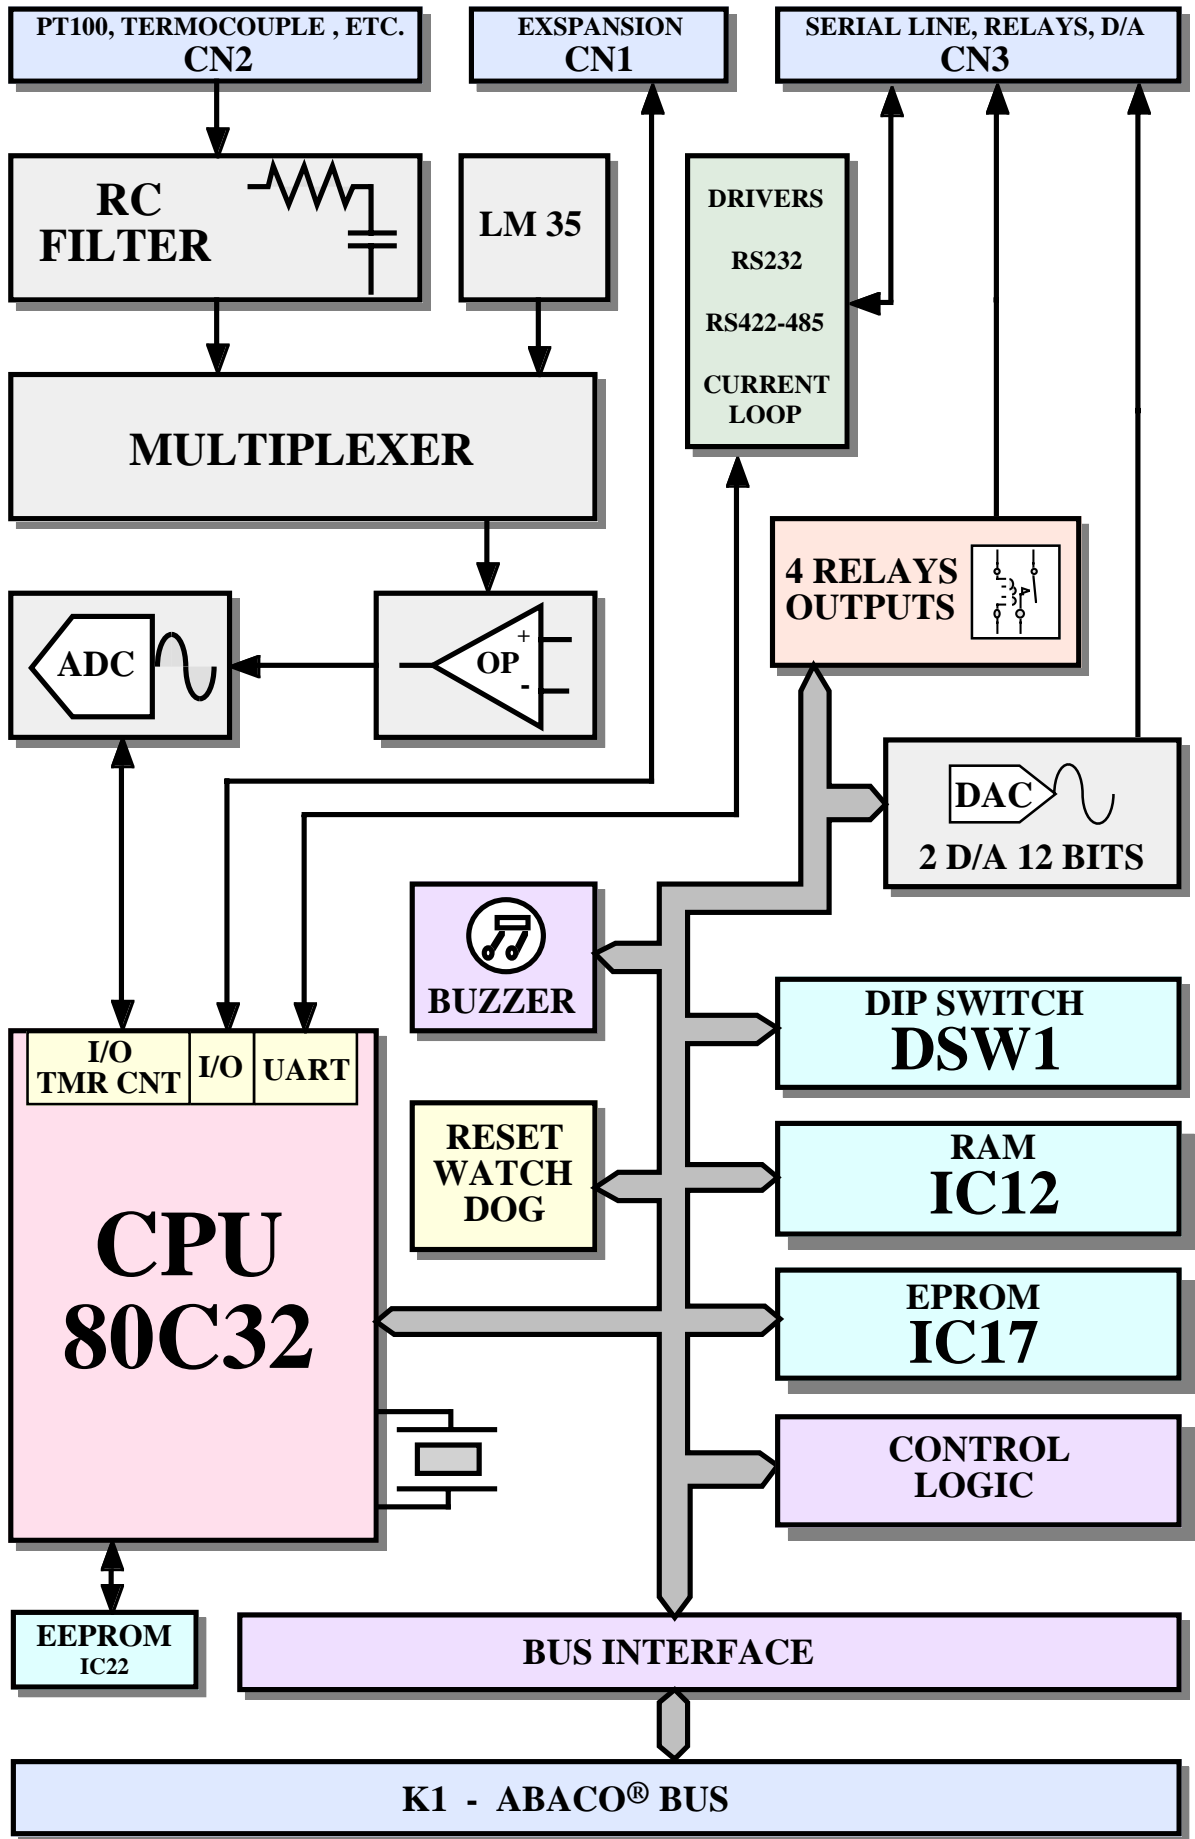 PT100, TERMOCOUPLE , ETC.
CN2
EXSPANSION
CN1
SERIAL LINE, RELAYS, D/A
CN3
RC
FILTER
LM 35
DRIVERS
RS232
RS422-485
CURRENT
LOOP
MULTIPLEXER
4 RELAYS
OUTPUTS
ADC
+
OP
-
DAC
2 D/A 12 BITS
BUZZER
DIP SWITCH
DSW1
I/O
TMR CNT
I/O
UART
RESET
WATCH
DOG
RAM
IC12
CPU
80C32
EPROM
IC17
CONTROL
LOGIC
EEPROM
IC22
BUS INTERFACE
K1 - ABACO® BUS